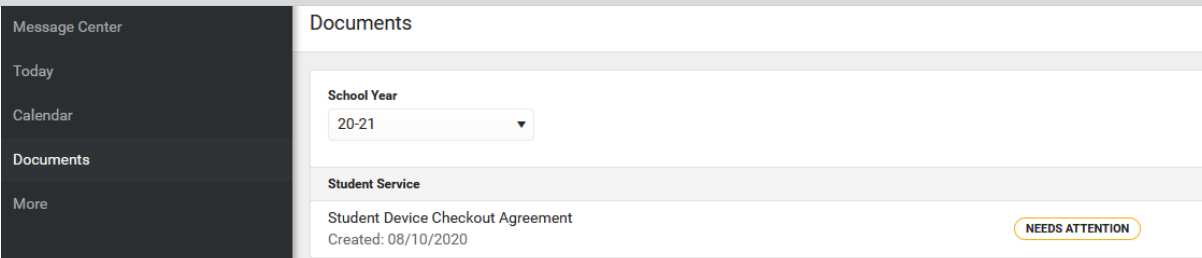 Message Center
Today
Calendar
Documents
More
Documents
School Year
20-21
Student Service
Student Device Checkout Agreement
Created: 08/10/2020
NEEDS ATTENTION